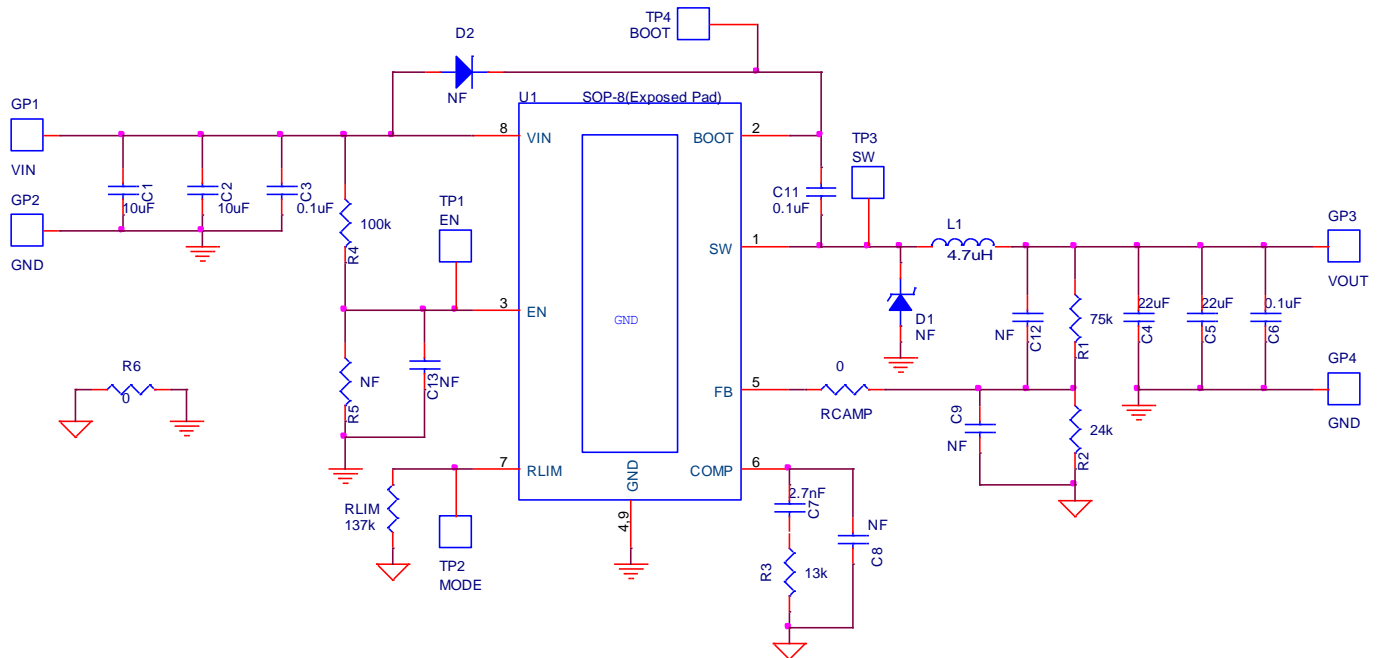 TP4
BOOT
D2
NF
GP1
VIN
GP2
GND
C1
10uF
C2
10uF
C3
0.1uF
100k
R4
TP1
EN
NF
R5
C13
NF
R6
0
RLIM
137k
TP2
MODE
U1
SOP-8(Exposed Pad)
8
VIN
BOOT
2
SW
1
3
EN
GND
FB
5
7
RLIM
COMP
6
GND
4,9
TP3
SW
C11
0.1uF
L1
4.7uH
D1
NF
NF
C12
75k
R1
22uF
C4
22uF
C5
0.1uF
C6
GP3
VOUT
GP4
GND
0
RCAMP
C9
NF
24k
R2
2.7nF
C7
R3
13k
NF
C8